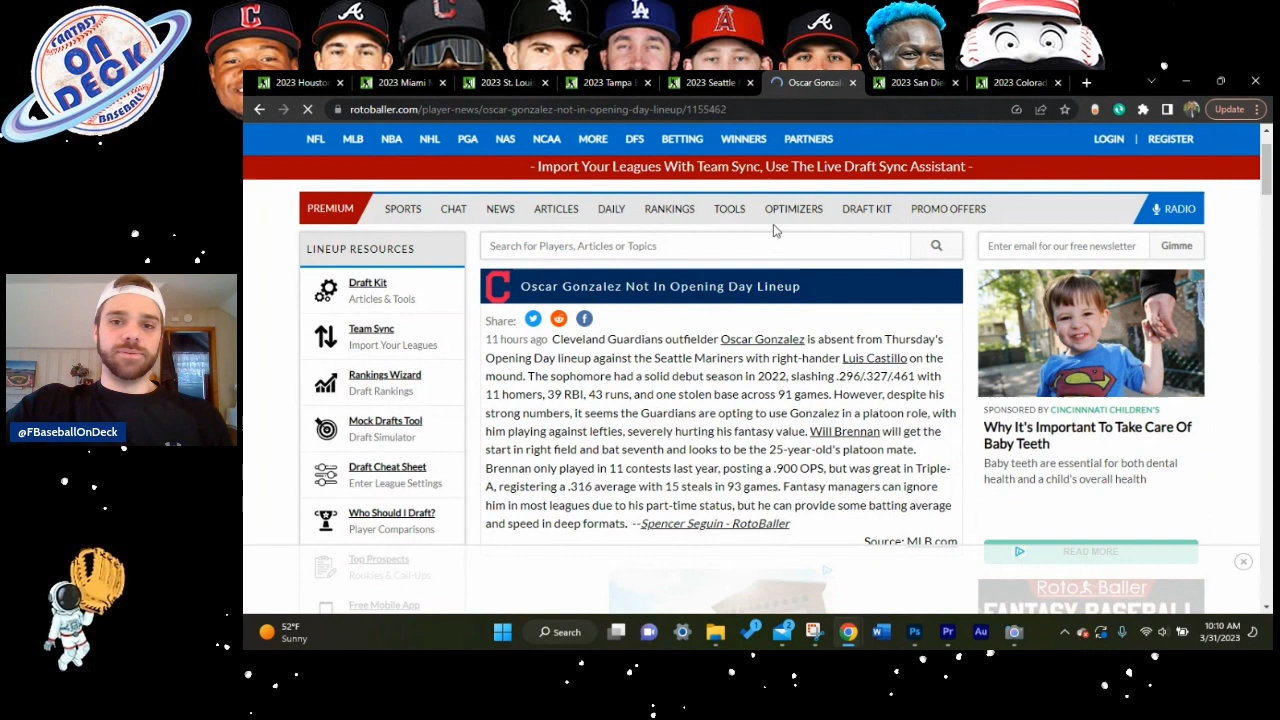 FANTASY
ON
DECK
BASEBALL
2023 Houston
2023 Miami M
2023 St. Loui
2023 Tampa B
2023 Seattle
Oscar Gonzal
2023 San Die
2023 Colorad
rotoballer.com/player-news/oscar-gonzalez-not-in-opening-day-lineup/1155462
Update
NFL MLB NBA NHL PGA NAS NCAA MORE DFS BETTING WINNERS PARTNERS
LOGIN | REGISTER
- Import Your Leagues With Team Sync, Use The Live Draft Sync Assistant -
PREMIUM SPORTS CHAT NEWS ARTICLES DAILY RANKINGS TOOLS OPTIMIZERS DRAFT KIT PROMO OFFERS RADIO
LINEUP RESOURCES
Draft Kit
Articles & Tools
Team Sync
Import Your Leagues
Rankings Wizard
Draft Rankings
Mock Drafts Tool
Draft Simulator
Draft Cheat Sheet
Enter League Settings
Who Should I Draft?
Player Comparisons
Top Prospects
Rookies & Call-Ups
Free Mobile App
Search for Players, Articles or Topics
Enter email for our free newsletter
Gimme
Oscar Gonzalez Not In Opening Day Lineup
Share:
11 hours ago Cleveland Guardians outfielder Oscar Gonzalez is absent from Thursday's
Opening Day lineup against the Seattle Mariners with right-hander Luis Castillo on the
mound. The sophomore had a solid debut season in 2022, slashing .296/.327/.461 with
11 homers, 39 RBI, 43 runs, and one stolen base across 91 games. However, despite his
strong numbers, it seems the Guardians are opting to use Gonzalez in a platoon role, with
him playing against lefties, severely hurting his fantasy value. Will Brennan will get the
start in right field and bat seventh and looks to be the 25-year-old's platoon mate.
Brennan only played in 11 contests last year, posting a .900 OPS, but was great in Triple-
A, registering a .316 average with 15 steals in 93 games. Fantasy managers can ignore
him in most leagues due to his part-time status, but he can provide some batting average
and speed in deep formats. --Spencer Seguin - RotoBaller
Source: MLB.com
SPONSORED BY CINCINNNATI CHILDREN'S
Why It's Important To Take Care Of
Baby Teeth
Baby teeth are essential for both dental
health and a child's overall health
READ MORE
RotoBaller
FANTASY BASEBALL
@FBaseballOnDeck
52°F
Sunny
Search
10:10 AM
3/31/2023